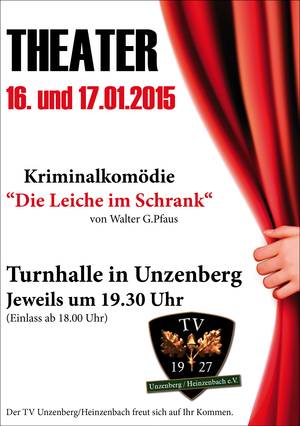 THEATER
16. und 17.01.2015
Kriminalkomödie
“Die Leiche im Schrank“
von Walter G.Pfaus
Turnhalle in Unzenberg
Jeweils um 19.30 Uhr
(Einlass ab 18.00 Uhr)
TV
19 27
Unzenberg / Heinzenbach e.V.
Der TV Unzenberg/Heinzenbach freut sich auf Ihr Kommen.